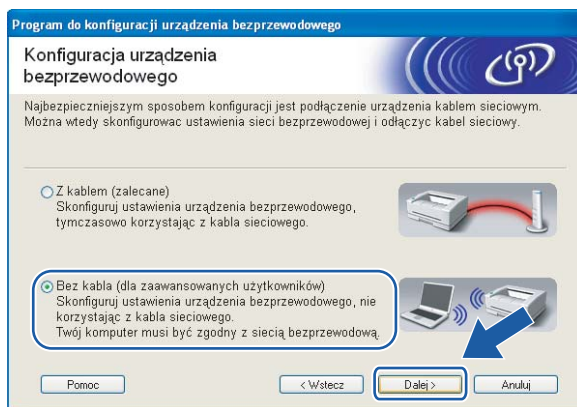 Program do konfiguracji urządzenia bezprzewodowego
Konfiguracja urządzenia
bezprzewodowego
Najbezpieczniejszym sposobem konfiguracji jest podłączenie urządzenia kablem sieciowym.
Można wtedy skonfigurowac ustawienia sieci bezprzewodowej i odłączyc kabel sieciowy.
Z kablem (zalecane)
Skonfiguruj ustawienia urządzenia bezprzewodowego,
tymczasowo korzystając z kabla sieciowego.
Bez kabla (dla zaawansowanych użytkowników)
Skonfiguruj ustawienia urządzenia bezprzewodowego, nie
korzystając z kabla sieciowego.
Twój komputer musi być zgodny z siecią bezprzewodową.
Pomoc
< Wstecz
Dalej >
Anuluj